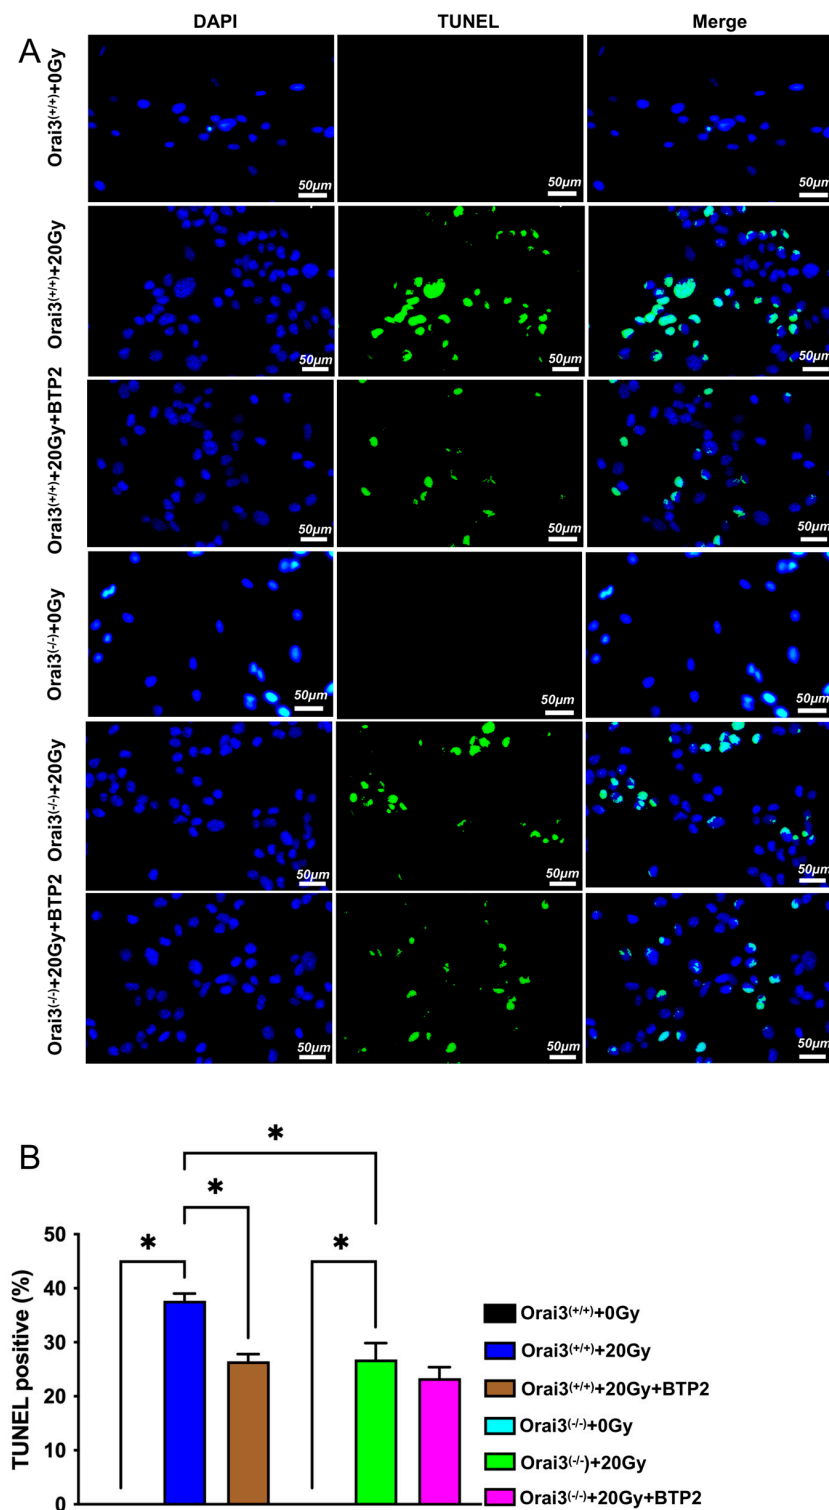 DAPI TUNEL Merge
A
Orai3(+/+)+0Gy
50µm 50µm 50µm
Orai3(+/+)+20Gy
50µm 50µm 50µm
Orai3(+/+)+20Gy+BTP2
50µm 50µm 50µm
Orai3(-/-)+0Gy
50µm 50µm 50µm
Orai3(-/-)+20Gy
50µm 50µm 50µm
Orai3(-/-)+20Gy+BTP2
50µm 50µm 50µm
B
*
*
* *
TUNEL positive (%)
50
40
30
20
10
0
Orai3(+/+)+0Gy
Orai3(+/+)+20Gy
Orai3(+/+)+20Gy+BTP2
Orai3(-/-)+0Gy
Orai3(-/-)+20Gy
Orai3(-/-)+20Gy+BTP2